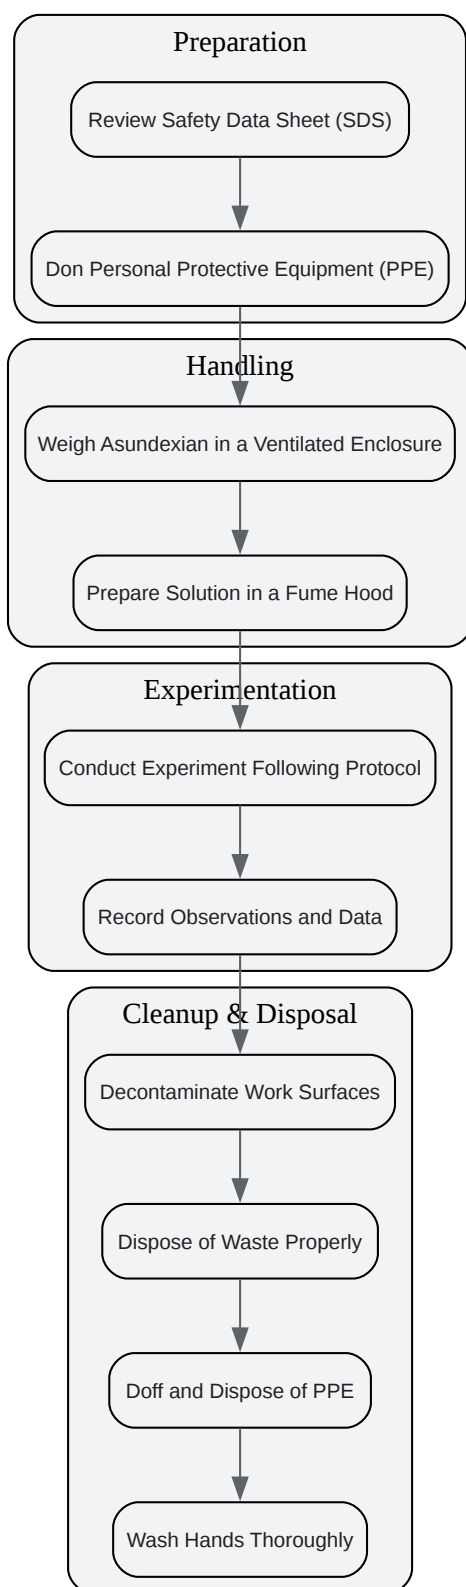 Preparation
Review Safety Data Sheet (SDS)
Don Personal Protective Equipment (PPE)
Handling
Weigh Asundexian in a Ventilated Enclosure
Prepare Solution in a Fume Hood
Experimentation
Conduct Experiment Following Protocol
Record Observations and Data
Cleanup & Disposal
Decontaminate Work Surfaces
Dispose of Waste Properly
Doff and Dispose of PPE
Wash Hands Thoroughly